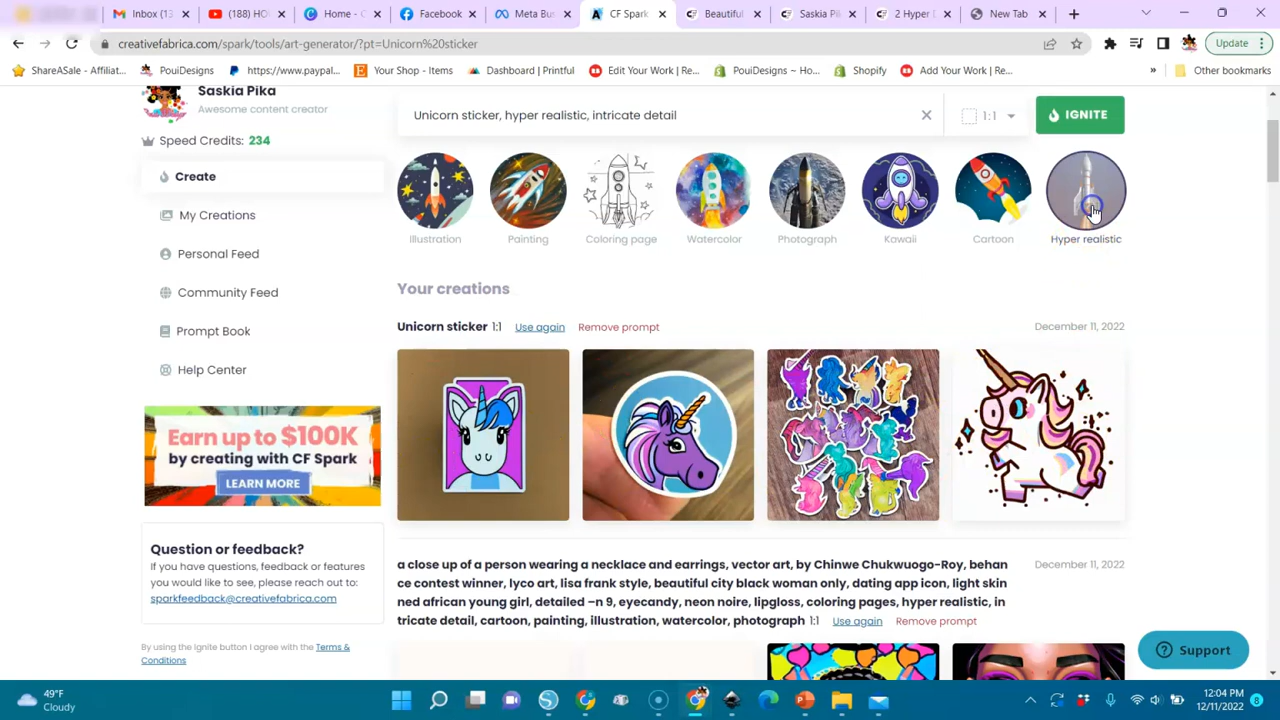 Inbox (13
(188) HO
Home - C
Facebook
Meta Bu
CF Spark
Beautiful
Saskia Pi
2 Hyper
New Tab
creativefabrica.com/spark/tools/art-generator/?pt=Unicorn%20sticker
Update
ShareASale - Affiliat...
PouiDesigns
https://www.paypal...
Your Shop - Items
Dashboard | Printful
Edit Your Work | Re...
PouiDesigns ~ Ho...
Shopify
Add Your Work | Re...
»
Other bookmarks
Saskia Pika
Awesome content creator
Speed Credits: 234
Create
My Creations
Personal Feed
Community Feed
Prompt Book
Help Center
Earn up to $100K
by creating with CF Spark
LEARN MORE
Question or feedback?
If you have questions, feedback or features
you would like to see, please reach out to:
sparkfeedback@creativefabrica.com
By using the Ignite button I agree with the Terms &
Conditions
Unicorn sticker, hyper realistic, intricate detail
1:1
IGNITE
Illustration
Painting
Coloring page
Watercolor
Photograph
Kawaii
Cartoon
Hyper realistic
Your creations
Unicorn sticker 1:1 Use again Remove prompt
December 11, 2022
a close up of a person wearing a necklace and earrings, vector art, by Chinwe Chukwuogo-Roy, behan
ce contest winner, lyco art, lisa frank style, beautiful city black woman only, dating app icon, light skin
ned african young girl, detailed –n 9, eyecandy, neon noire, lipgloss, coloring pages, hyper realistic, in
tricate detail, cartoon, painting, illustration, watercolor, photograph 1:1 Use again Remove prompt
December 11, 2022
Support
49°F
Cloudy
12:04 PM
12/11/2022
8